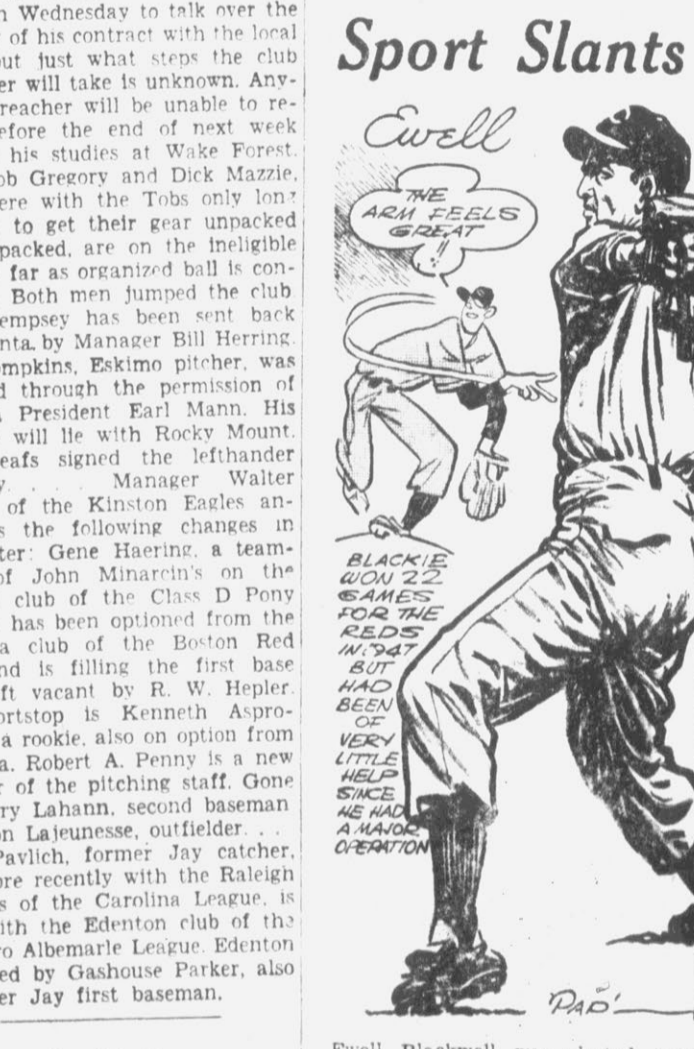 n Wednesday to talk over the
of his contract with the local
but just what steps the club
er will take is unknown. Any-
reacher will be unable to re-
efore the end of next week
his studies at Wake Forest.
ob Gregory and Dick Mazzie,
ere with the Tobs only long
to get their gear unpacked
packed, are on the ineligible
far as organized ball is con-
Both men jumped the club
empsey has been sent back
nta. by Manager Bill Herring.
ompkins, Eskimo pitcher, was
d through the permission of
President Earl Mann. His
will lie with Rocky Mount.
eafs signed the lefthander
y. . . . Manager Walter
of the Kinston Eagles an-
s the following changes in
ter: Gene Haering, a team-
of John Minarcin's on the
club of the Class D Pony
has been optioned from the
a club of the Boston Red
nd is filling the first base
ft vacant by R. W. Hepler.
ortstop is Kenneth Aspro-
a rookie, also on option from
a. Robert A. Penny is a new
r of the pitching staff. Gone
ry Lahann, second baseman
on Lajeunesse, outfielder. . .
Pavlich, former Jay catcher,
ore recently with the Raleigh
s of the Carolina League, is
ith the Edenton club of the
ro Albemarle League. Edenton
ed by Gashouse Parker, also
er Jay first baseman.
Sport Slants
Ewell
THE
ARM FEELS
GREAT
!!
BLACKIE
WON 22
GAMES
FOR THE
REDS
IN '947
BUT
HAD
BEEN
OF
VERY
LITTLE
HELP
SINCE
HE HAD
A MAJOR
OPERATION
PAP'
Ewell Blackwell